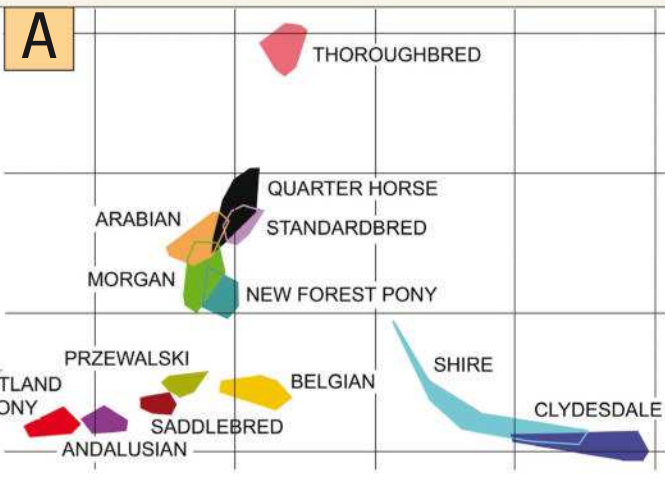 A
THOROUGHBRED
QUARTER HORSE
ARABIAN
STANDARDBRED
MORGAN
NEW FOREST PONY
PRZEWALSKI
SHIRE
TLAND
ONY
BELGIAN
CLYDESDALE
SADDLEBRED
ANDALUSIAN